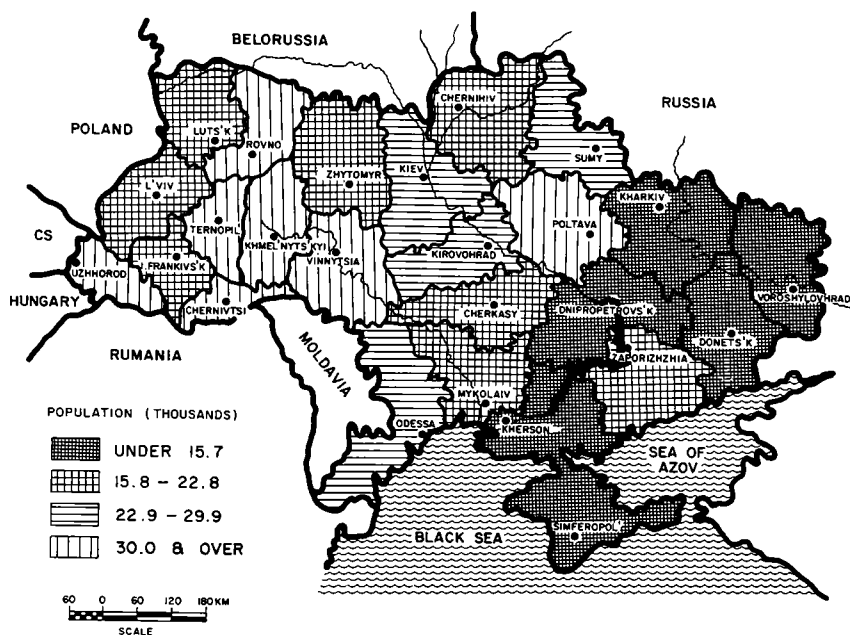 BELORUSSIA
RUSSIA
POLAND
CS
HUNGARY
RUMANIA
MOLDAVIA
BLACK SEA
SEA OF
AZOV
CHERNIHIV
LUTS'K
ROVNO
SUMY
KIEV
ZHYTOMYR
L'VIV
KHARKIV
TERNOPIL
POLTAVA
KHMEL'NYTS'KYI
VINNYTSIA
KIROVOHRAD
I.FRANKIVS'K
UZHHOROD
VOROSHYLOVHRAD
CHERNIVTSI
CHERKASY
DNIPROPETROVS'K
DONETS'K
ZAPORIZHZHIA
MYKOLAIV
ODESSA
KHERSON
SIMFEROPOL'
POPULATION (THOUSANDS)
UNDER 15.7
15.8 – 22.8
22.9 – 29.9
30.0 & OVER
60 0 60 120 180 KM
SCALE